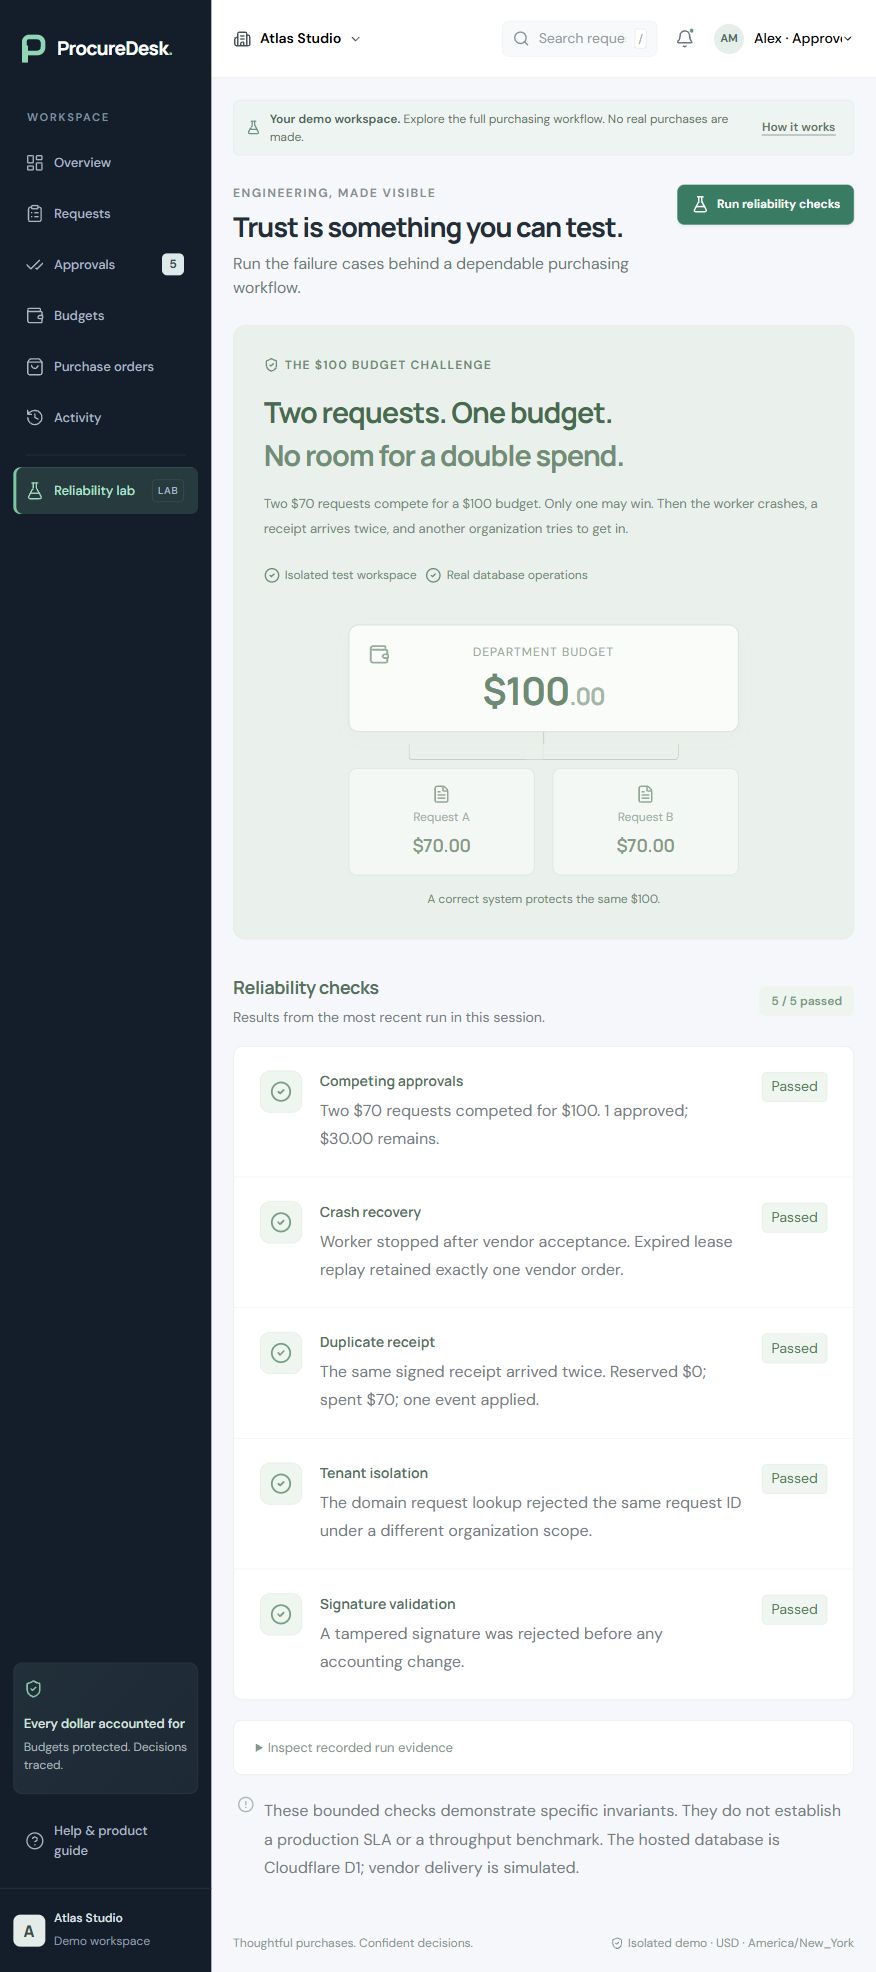 ProcureDesk.
WORKSPACE
Overview
Requests
Approvals 5
Budgets
Purchase orders
Activity
Reliability lab LAB
Every dollar accounted for
Budgets protected. Decisions
traced.
Help & product
guide
A
Atlas Studio
Demo workspace
Atlas Studio
Search reque /
AM Alex · Approv
Your demo workspace. Explore the full purchasing workflow. No real purchases are
made.
How it works
ENGINEERING, MADE VISIBLE
Trust is something you can test.
Run the failure cases behind a dependable purchasing
workflow.
Run reliability checks
THE $100 BUDGET CHALLENGE
Two requests. One budget.
No room for a double spend.
Two $70 requests compete for a $100 budget. Only one may win. Then the worker crashes, a
receipt arrives twice, and another organization tries to get in.
Isolated test workspace Real database operations
DEPARTMENT BUDGET
$100.00
Request A
$70.00
Request B
$70.00
A correct system protects the same $100.
Reliability checks
Results from the most recent run in this session.
5 / 5 passed
Competing approvals
Two $70 requests competed for $100. 1 approved;
$30.00 remains.
Passed
Crash recovery
Worker stopped after vendor acceptance. Expired lease
replay retained exactly one vendor order.
Passed
Duplicate receipt
The same signed receipt arrived twice. Reserved $0;
spent $70; one event applied.
Passed
Tenant isolation
The domain request lookup rejected the same request ID
under a different organization scope.
Passed
Signature validation
A tampered signature was rejected before any
accounting change.
Passed
Inspect recorded run evidence
These bounded checks demonstrate specific invariants. They do not establish
a production SLA or a throughput benchmark. The hosted database is
Cloudflare D1; vendor delivery is simulated.
Thoughtful purchases. Confident decisions.
Isolated demo · USD · America/New_York